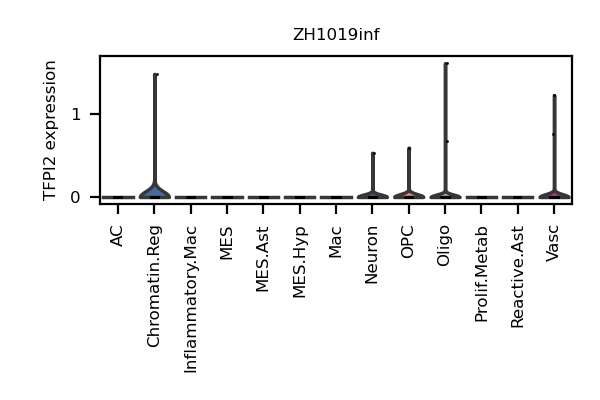 ZH1019inf
TFPI2 expression
1
0
AC
Chromatin.Reg
Inflammatory.Mac
MES
MES.Ast
MES.Hyp
Mac
Neuron
OPC
Oligo
Prolif.Metab
Reactive.Ast
Vasc